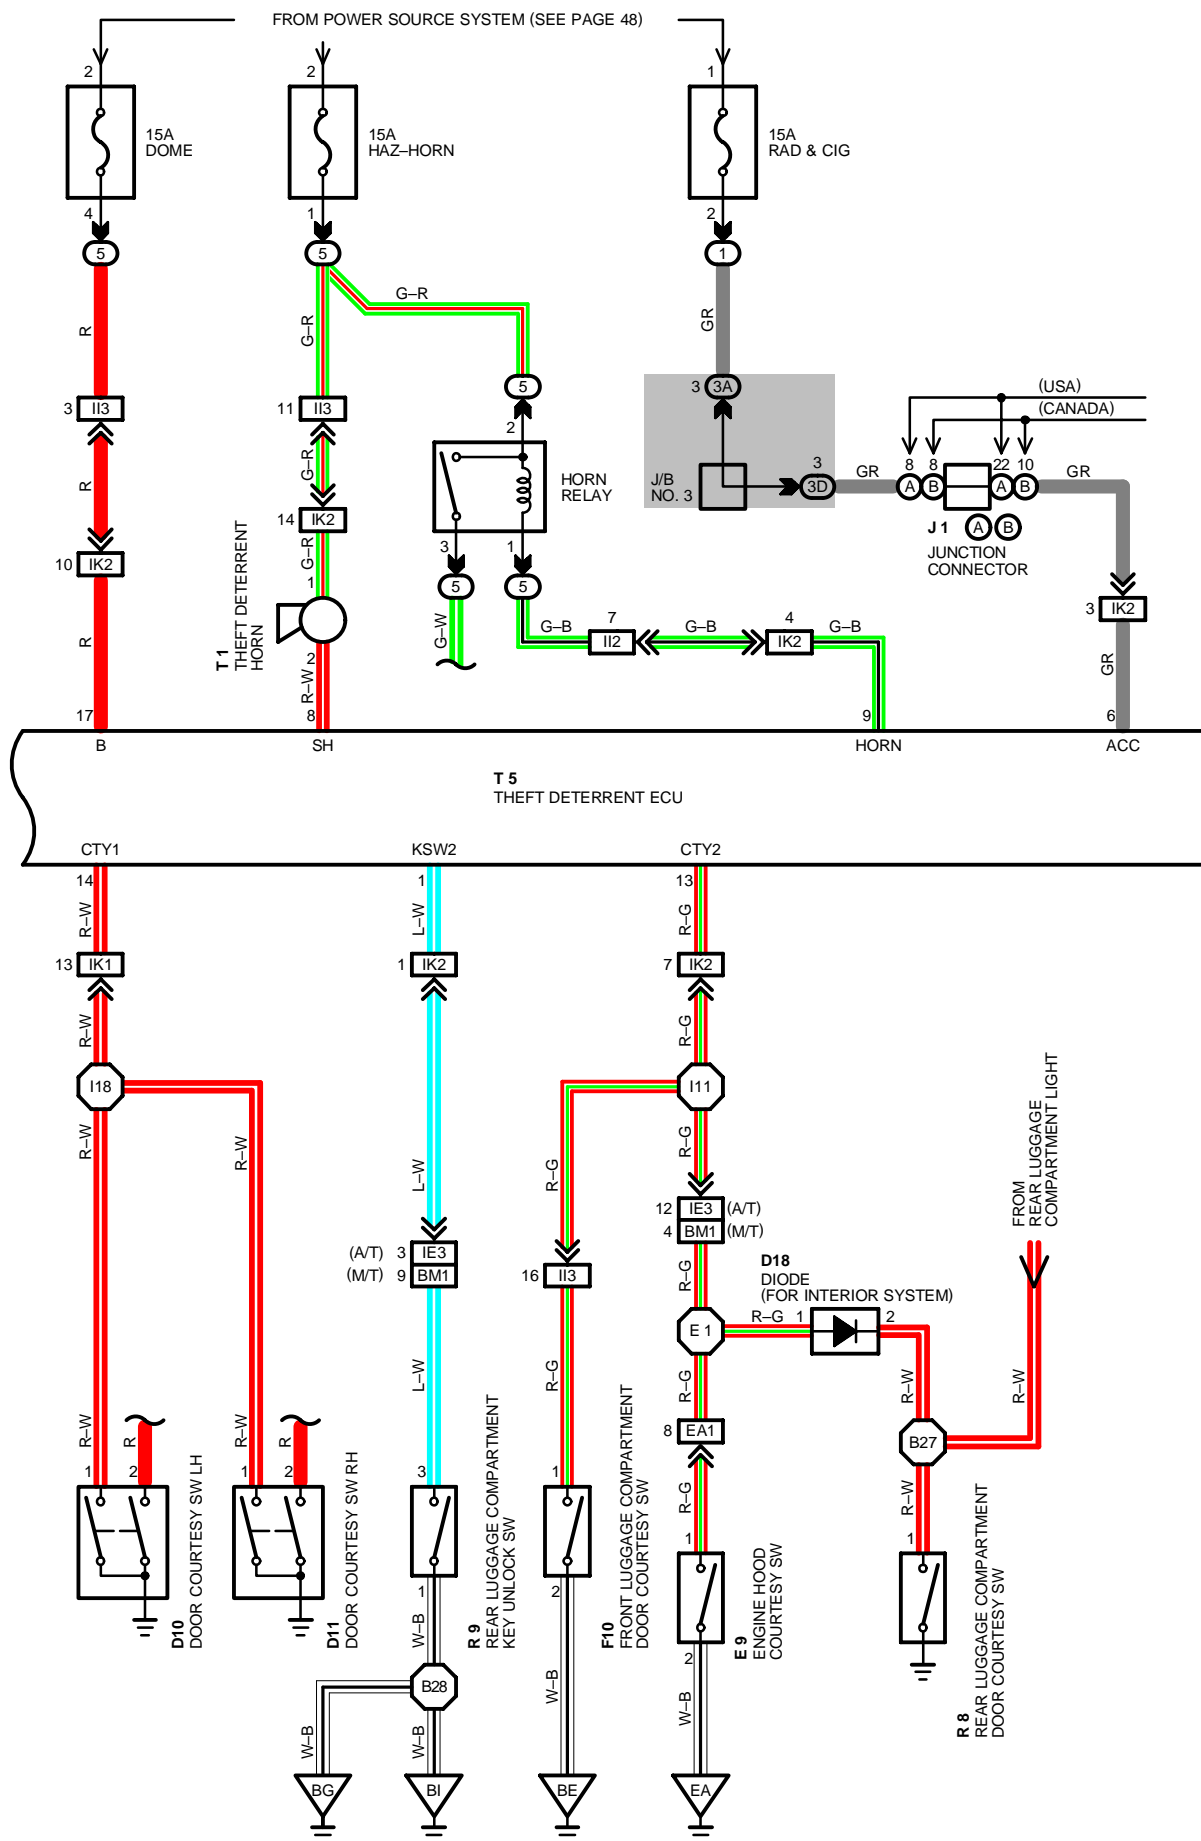 FROM POWER SOURCE SYSTEM (SEE PAGE 48)
2
2
1
15A
DOME
15A
HAZ–HORN
15A
RAD & CIG
4
1
2
5
5
1
G–R
R
G–R
GR
5
3
3A
(USA)
(CANADA)
3
II3
11
II3
2
3
8
8
22
10
R
G–R
HORN
RELAY
J/B
NO. 3
3D
GR
A
B
A
B
GR
14
IK2
J 1
A
B
JUNCTION
CONNECTOR
10
IK2
G–R
1
3
1
5
5
3
IK2
T 1
THEFT DETERRENT
HORN
R
2
R–W
G–W
G–B
7
II2
G–B
4
IK2
G–B
GR
17
8
9
6
B
SH
HORN
ACC
T 5
THEFT DETERRENT ECU
CTY1
KSW2
CTY2
14
1
13
R–W
L–W
R–G
13
IK1
1
IK2
7
IK2
R–W
R–G
I18
I11
R–W
R–W
L–W
R–G
R–G
FROM
REAR LUGGAGE
COMPARTMENT LIGHT
12
IE3
(A/T)
4
BM1
(M/T)
(A/T)
3
IE3
(M/T)
9
BM1
16
II3
R–G
D18
DIODE
(FOR INTERIOR SYSTEM)
E 1
R–G
1
2
L–W
R–G
R–G
R–W
R–W
8
EA1
B27
R–W
R
R
1
2
1
2
3
1
R–G
R–W
1
1
D10
DOOR COURTESY SW LH
D11
DOOR COURTESY SW RH
R 9
REAR LUGGAGE COMPARTMENT
KEY UNLOCK SW
F10
FRONT LUGGAGE COMPARTMENT
DOOR COURTESY SW
E 9
ENGINE HOOD
COURTESY SW
R 8
REAR LUGGAGE COMPARTMENT
DOOR COURTESY SW
1
2
2
W–B
B28
W–B
W–B
W–B
W–B
BG
BI
BE
EA